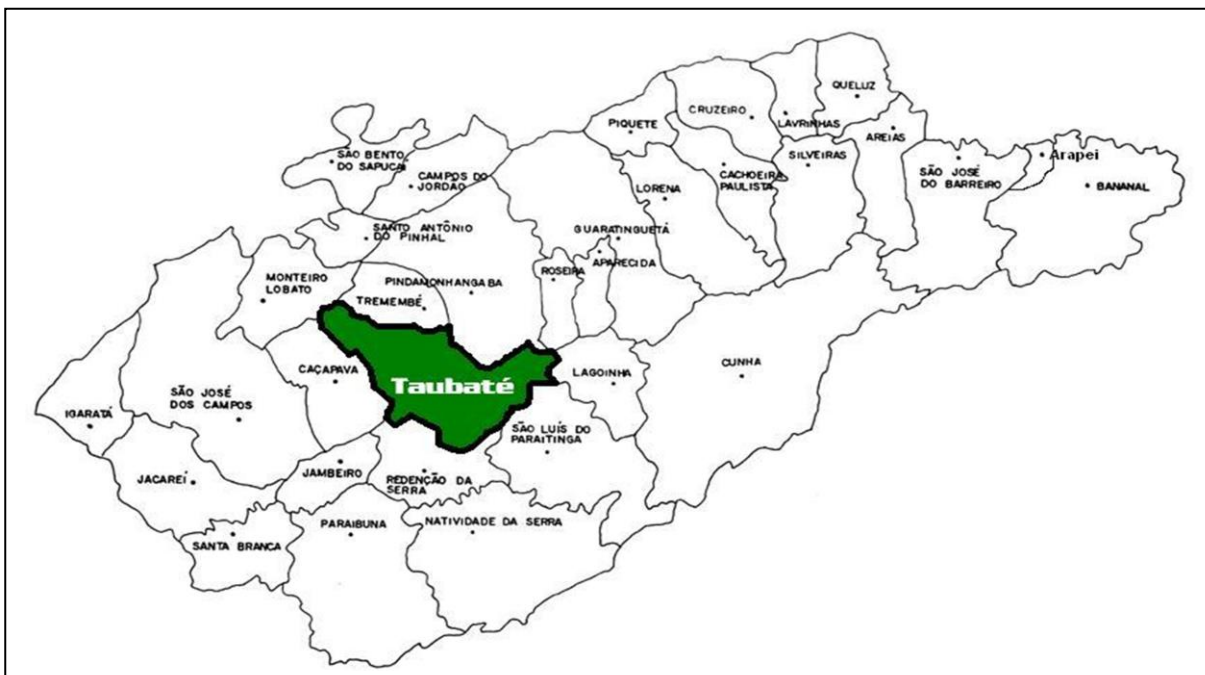 QUELUZ
CRUZEIRO
LAVRINHAS
PIQUETE
AREIAS
SÃO BENTO
DO SAPUCAÍ
CAMPOS DO
JORDÃO
SILVEIRAS
Arapeí
SÃO JOSÉ
DO BARREIRO
BANANAL
CACHOEIRA
PAULISTA
LORENA
SANTO ANTÔNIO
DO PINHAL
GUARATINGUETÁ
APARECIDA
ROSEIRA
MONTEIRO
LOBATO
PINDAMONHANGABA
TREMEMBÉ
CUNHA
CAÇAPAVA
LAGOINHA
Taubaté
SÃO JOSÉ
DOS CAMPOS
IGARATÁ
SÃO LUÍS DO
PARAITINGA
JACAREÍ
JAMBEIRO
REDENÇÃO DA
SERRA
PARAIBUNA
NATIVIDADE DA SERRA
SANTA BRANCA